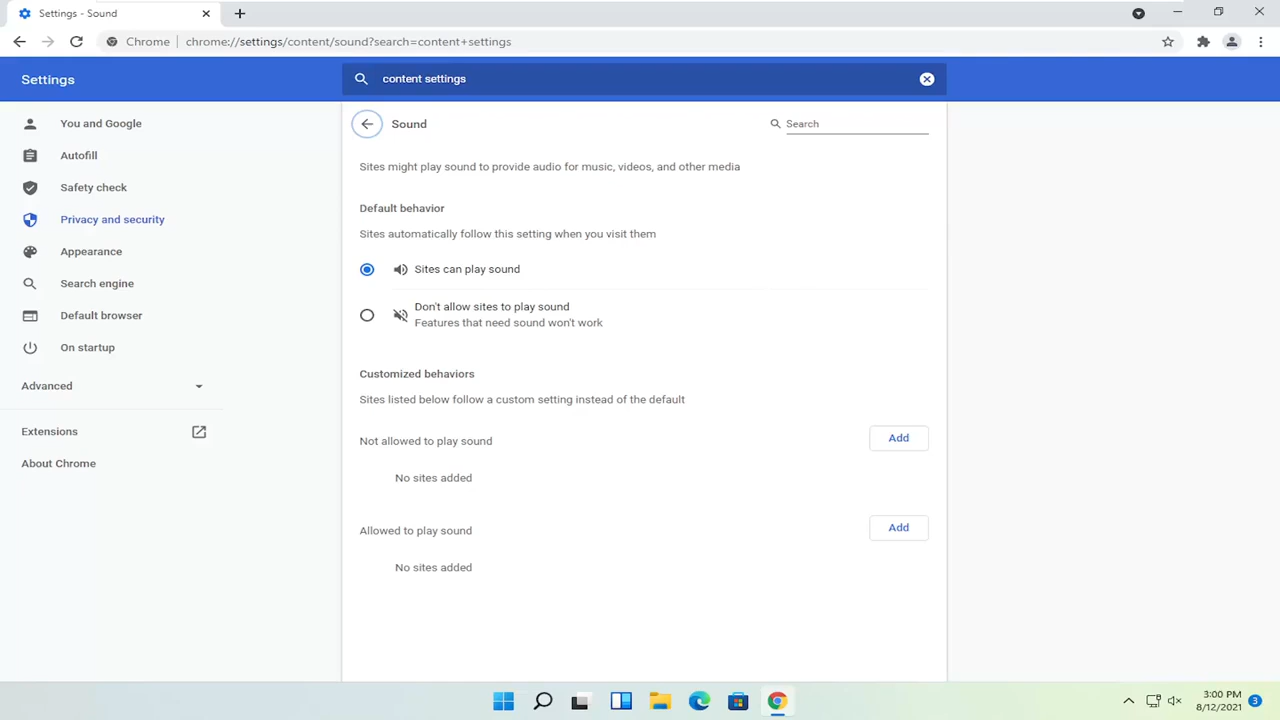 Settings - Sound
Chrome
chrome://settings/content/sound?search=content+settings
Settings
content settings
You and Google
Autofill
Safety check
Privacy and security
Appearance
Search engine
Default browser
On startup
Advanced
Extensions
About Chrome
Sound
Search
Sites might play sound to provide audio for music, videos, and other media
Default behavior
Sites automatically follow this setting when you visit them
Sites can play sound
Don't allow sites to play sound
Features that need sound won't work
Customized behaviors
Sites listed below follow a custom setting instead of the default
Not allowed to play sound
Add
No sites added
Allowed to play sound
Add
No sites added
3:00 PM
8/12/2021
3